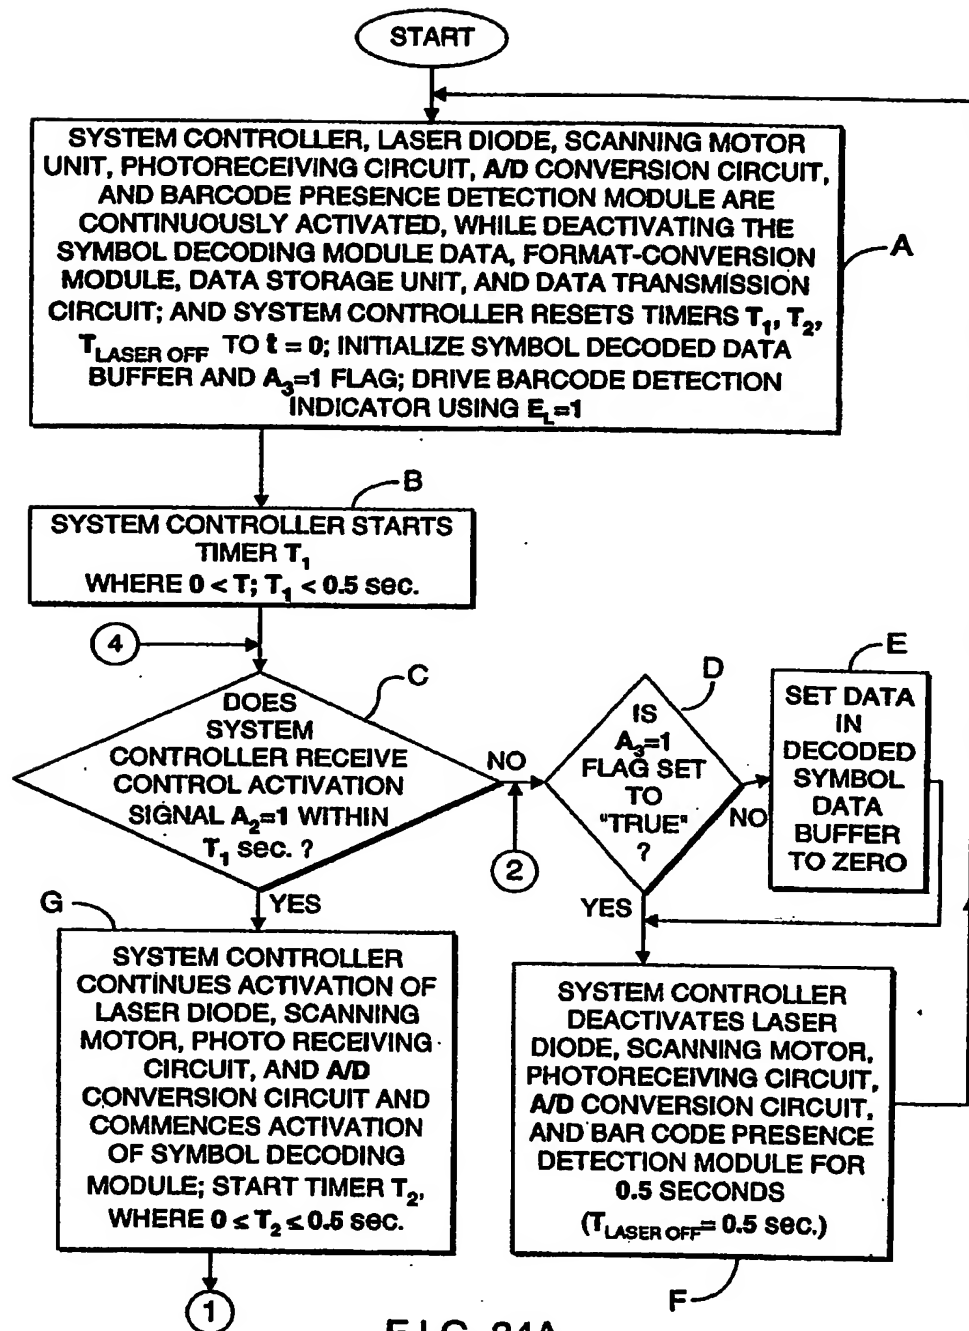 START
SYSTEM CONTROLLER, LASER DIODE, SCANNING MOTOR
UNIT, PHOTORECEIVING CIRCUIT, A/D CONVERSION CIRCUIT,
AND BARCODE PRESENCE DETECTION MODULE ARE
CONTINUOUSLY ACTIVATED, WHILE DEACTIVATING THE
SYMBOL DECODING MODULE DATA, FORMAT-CONVERSION
MODULE, DATA STORAGE UNIT, AND DATA TRANSMISSION
CIRCUIT; AND SYSTEM CONTROLLER RESETS TIMERS T1, T2,
TLASER OFF TO t = 0; INITIALIZE SYMBOL DECODED DATA
BUFFER AND A3=1 FLAG; DRIVE BARCODE DETECTION
INDICATOR USING EL=1
A
B
SYSTEM CONTROLLER STARTS
TIMER T1
WHERE 0 < T; T1 < 0.5 sec.
4
C
DOES
SYSTEM
CONTROLLER RECEIVE
CONTROL ACTIVATION
SIGNAL A2=1 WITHIN
T1 sec. ?
NO
2
YES
D
IS
A3=1
FLAG SET
TO
"TRUE"
?
NO
YES
E
SET DATA
IN
DECODED
SYMBOL
DATA
BUFFER
TO ZERO
G
SYSTEM CONTROLLER
CONTINUES ACTIVATION OF
LASER DIODE, SCANNING
MOTOR, PHOTO RECEIVING
CIRCUIT, AND A/D
CONVERSION CIRCUIT AND
COMMENCES ACTIVATION
OF SYMBOL DECODING
MODULE; START TIMER T2,
WHERE 0 ≤ T2 ≤ 0.5 sec.
1
SYSTEM CONTROLLER
DEACTIVATES LASER
DIODE, SCANNING MOTOR,
PHOTORECEIVING CIRCUIT,
A/D CONVERSION CIRCUIT,
AND BAR CODE PRESENCE
DETECTION MODULE FOR
0.5 SECONDS
(TLASER OFF= 0.5 sec.)
F
FIG. 24A